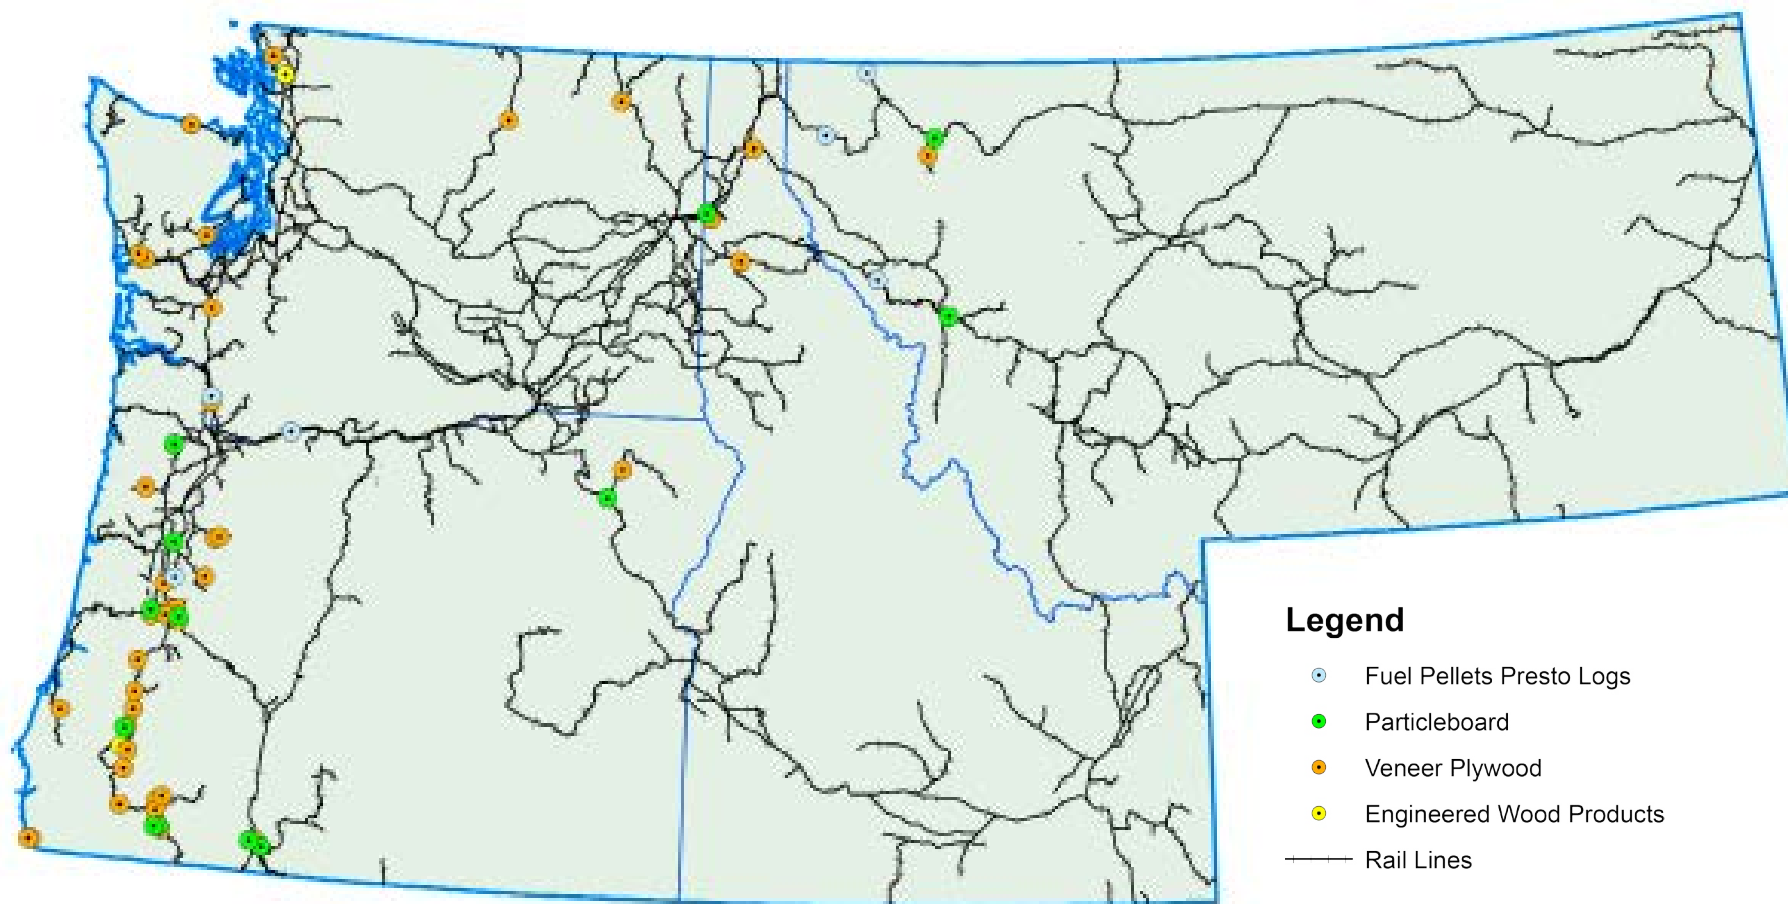 Legend
Fuel Pellets Presto Logs
Particleboard
Veneer Plywood
Engineered Wood Products
Rail Lines